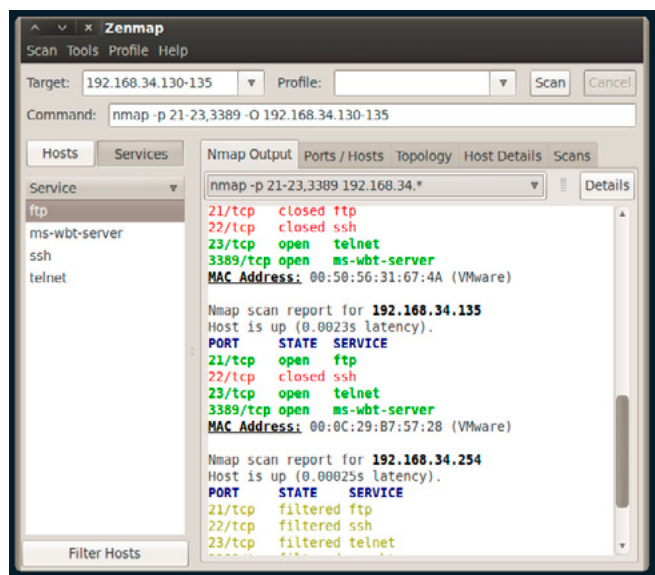 Zenmap
Scan Tools Profile Help
Target: 192.168.34.130-135 Profile: Scan Cancel
Command: nmap -p 21-23,3389 -O 192.168.34.130-135
Hosts Services
Service
ftp
ms-wbt-server
ssh
telnet
Filter Hosts
Nmap Output Ports / Hosts Topology Host Details Scans
nmap -p 21-23,3389 192.168.34.* Details
21/tcp closed ftp
22/tcp closed ssh
23/tcp open telnet
3389/tcp open ms-wbt-server
MAC Address: 00:50:56:31:67:4A (VMware)
Nmap scan report for 192.168.34.135
Host is up (0.0023s latency).
PORT STATE SERVICE
21/tcp open ftp
22/tcp closed ssh
23/tcp open telnet
3389/tcp open ms-wbt-server
MAC Address: 00:0C:29:B7:57:28 (VMware)
Nmap scan report for 192.168.34.254
Host is up (0.00025s latency).
PORT STATE SERVICE
21/tcp filtered ftp
22/tcp filtered ssh
23/tcp filtered telnet